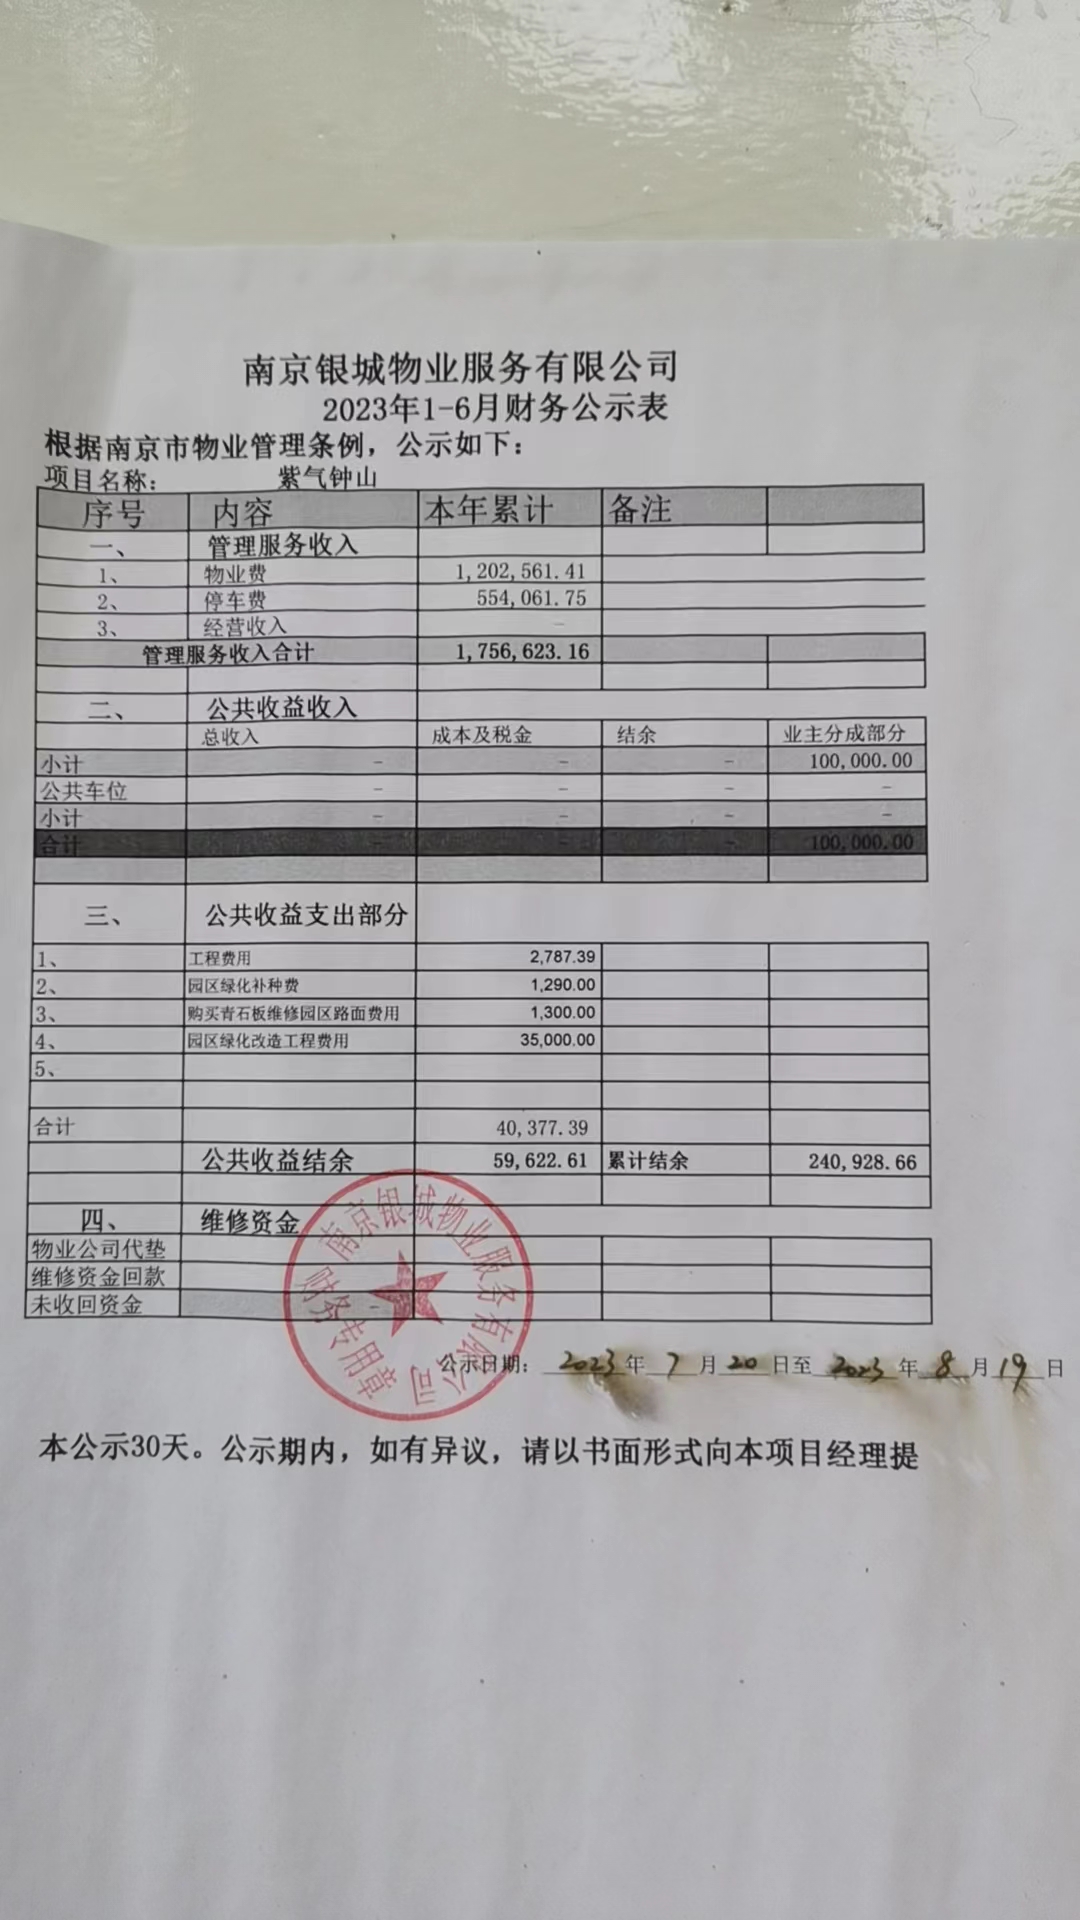 南京银城物业服务有限公司
2023年1-6月财务公示表
根据南京市物业管理条例，公示如下：
项目名称： 紫气钟山
序号 内容 本年累计 备注
一、 管理服务收入
1、 物业费 1,202,561.41
2、 停车费 554,061.75
3、 经营收入 -
管理服务收入合计 1,756,623.16
二、 公共收益收入
总收入 成本及税金 结余 业主分成部分
小计 - - - 100,000.00
公共车位 - - - -
小计 - - - -
合计 - - - 100,000.00
三、 公共收益支出部分
1、 工程费用 2,787.39
2、 园区绿化补种费 1,290.00
3、 购买青石板维修园区路面费用 1,300.00
4、 园区绿化改造工程费用 35,000.00
5、
合计 40,377.39
公共收益结余 59,622.61 累计结余 240,928.66
四、 维修资金
物业公司代垫
维修资金回款
未收回资金 -
南京银城物业服务有限公司
财务专用章
公示日期： 2023 年 7 月 20 日至 2023 年 8 月 19 日
本公示30天。公示期内，如有异议，请以书面形式向本项目经理提